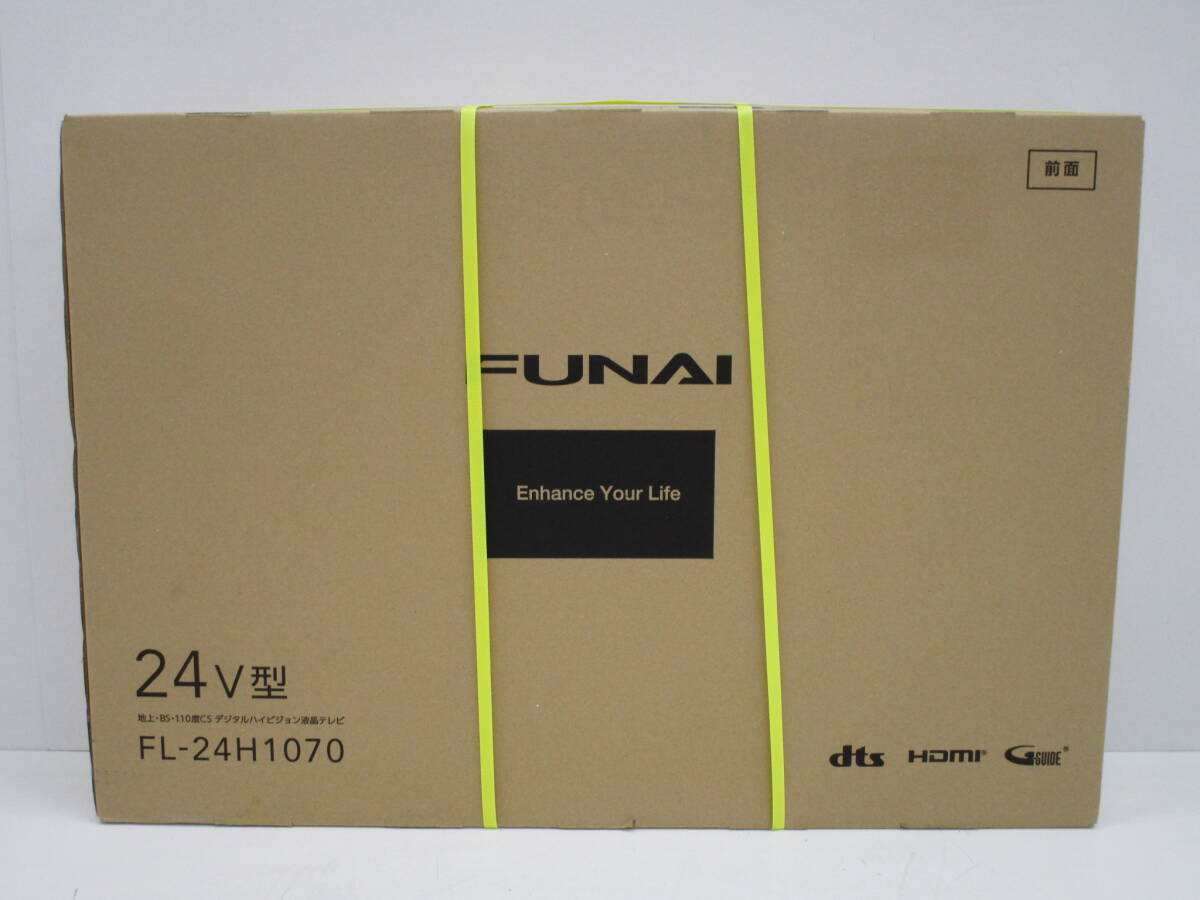 前面
FUNAI
Enhance Your Life
24V型
地上・BS・110度CS デジタルハイビジョン液晶テレビ
FL-24H1070
dts HDMI® G-GUIDE®